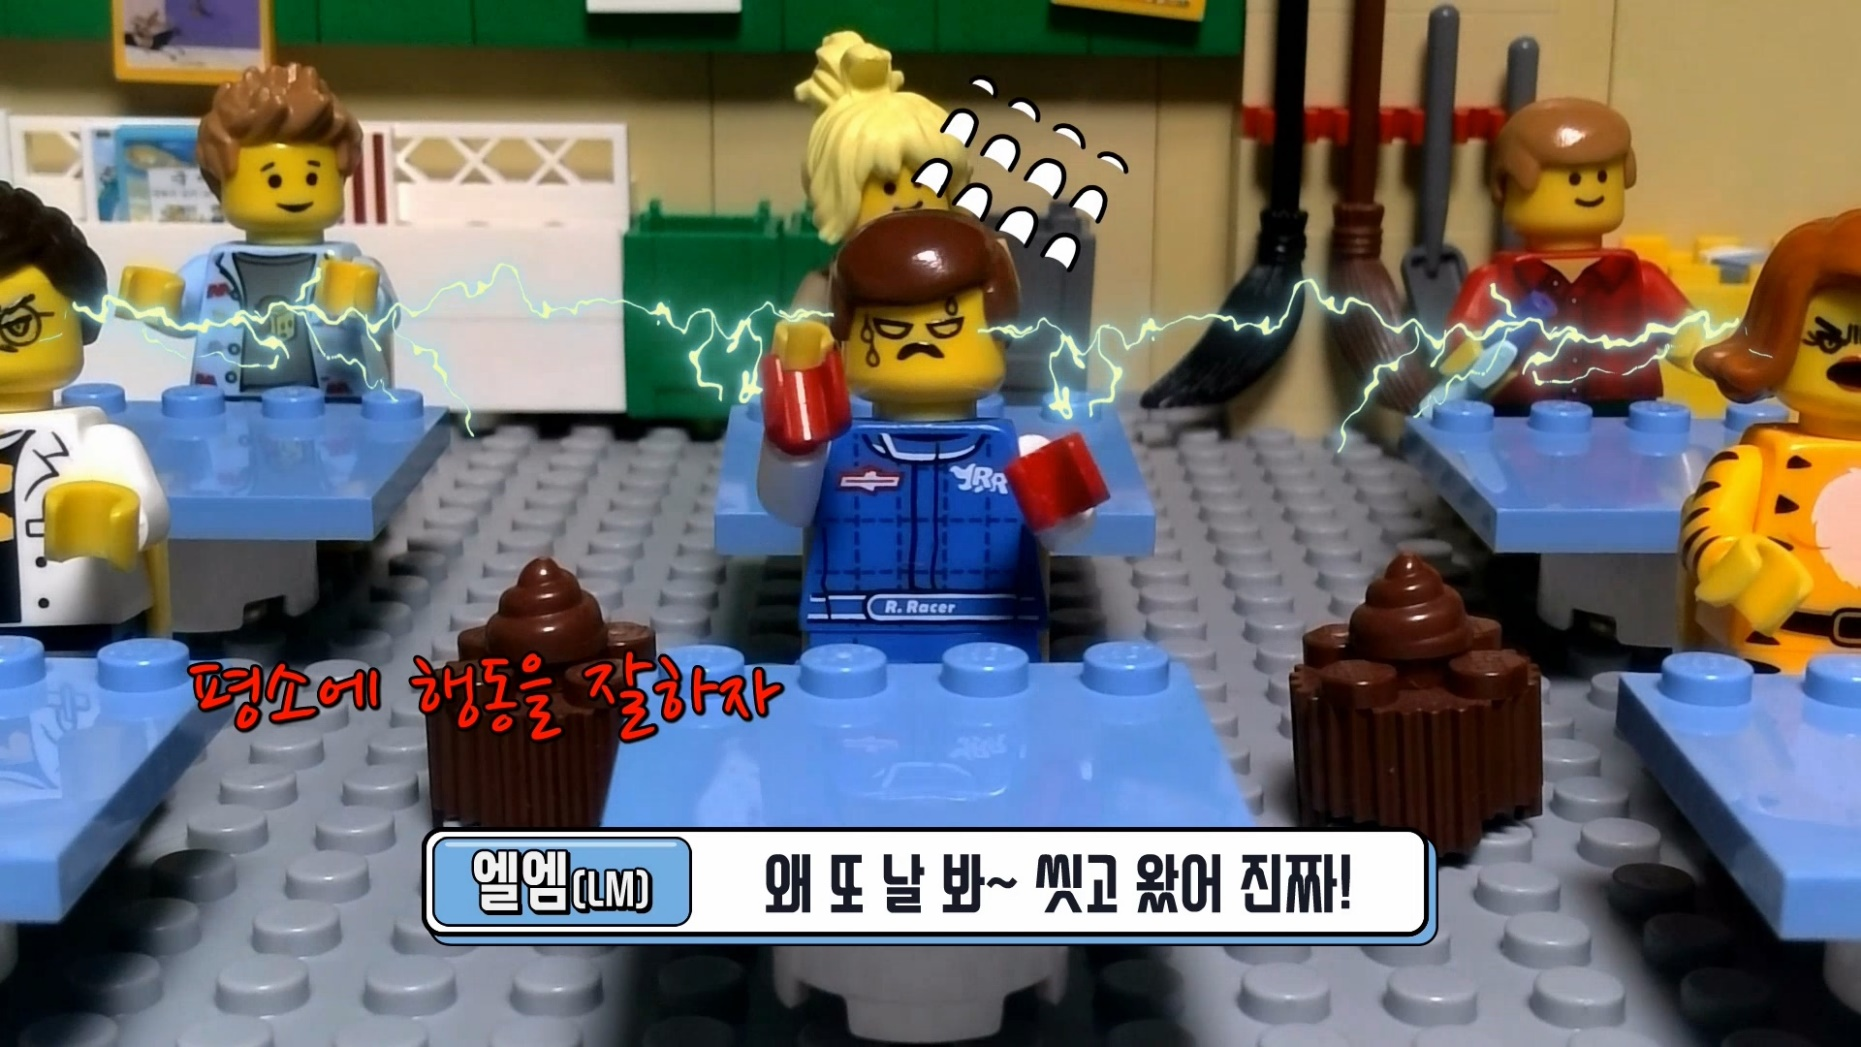 YRR
R. Racer
평소에 행동을 잘하자
엘엠(LM) 왜 또 날 봐~ 씻고 왔어 진짜!